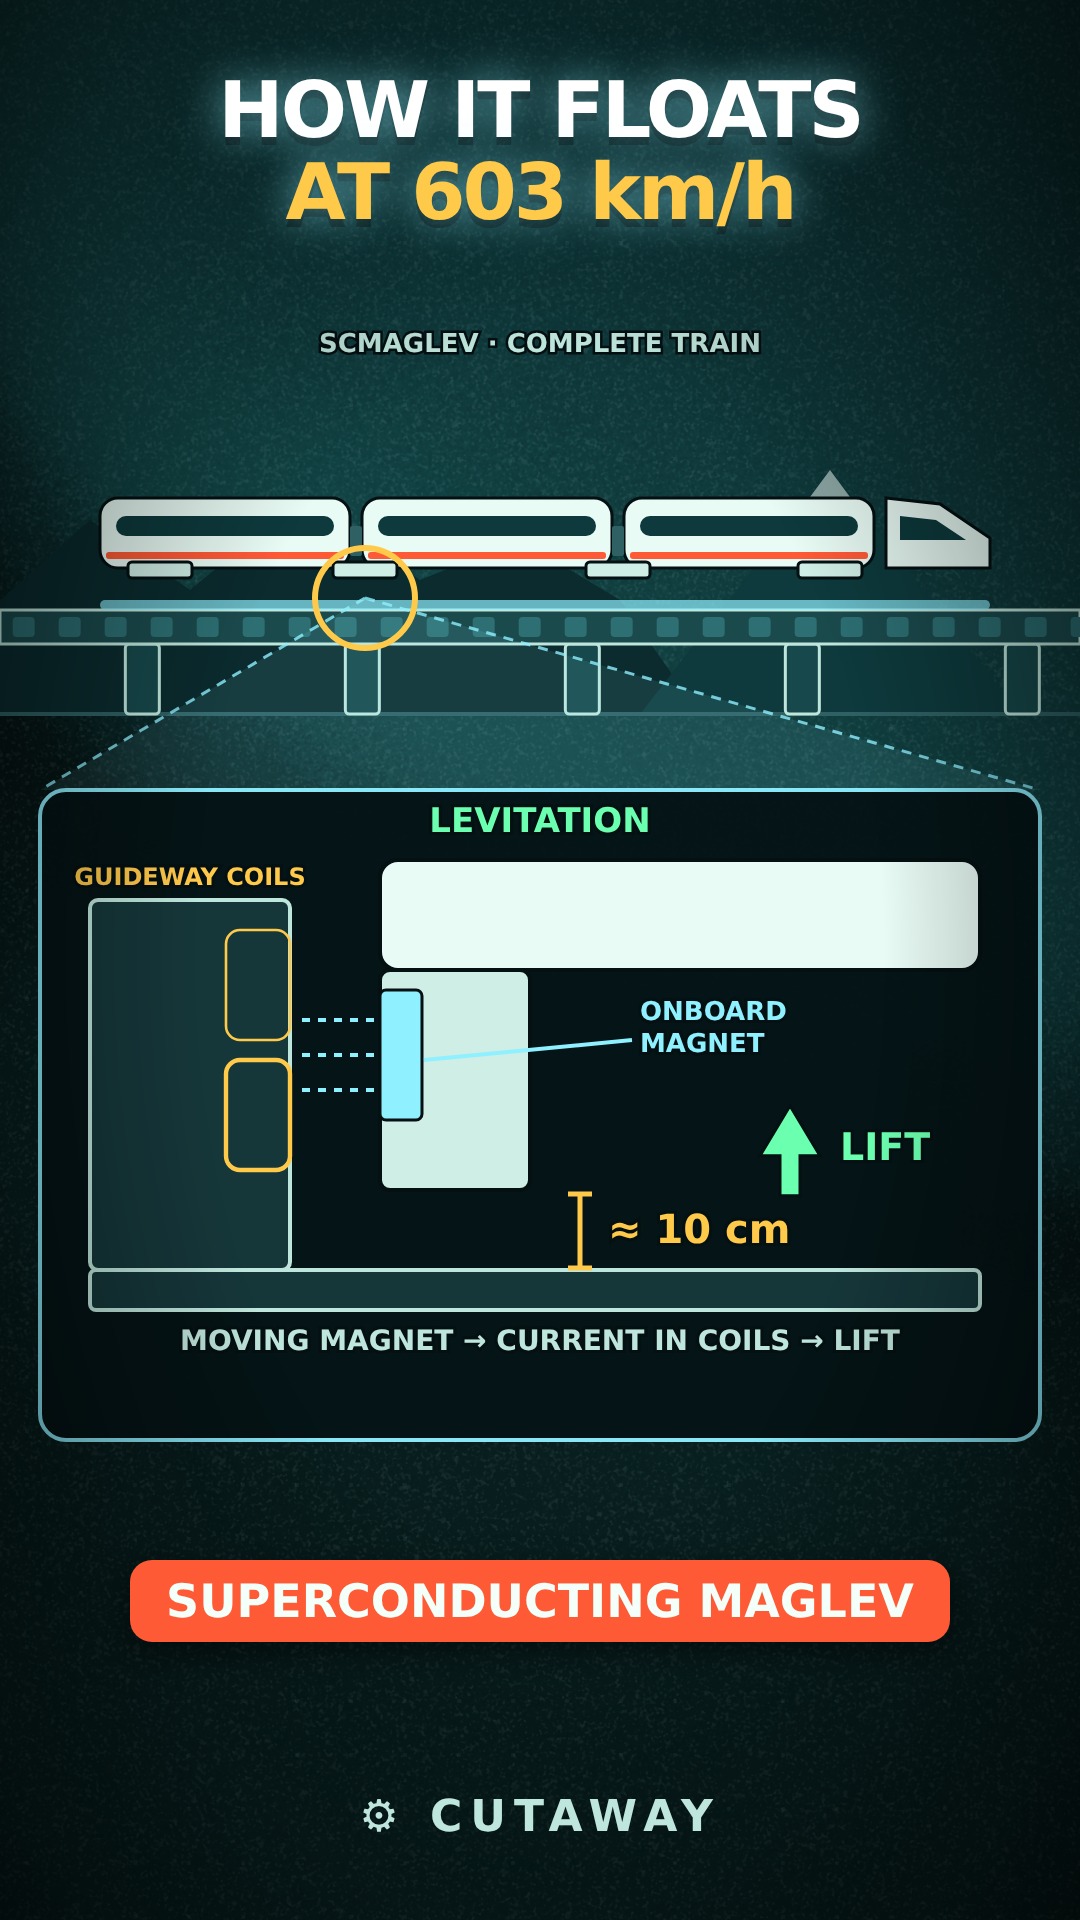 HOW IT FLOATS
AT 603 km/h
SCMAGLEV · COMPLETE TRAIN
LEVITATION
GUIDEWAY COILS
ONBOARD
MAGNET
LIFT
≈ 10 cm
MOVING MAGNET → CURRENT IN COILS → LIFT
SUPERCONDUCTING MAGLEV
⚙ CUTAWAY